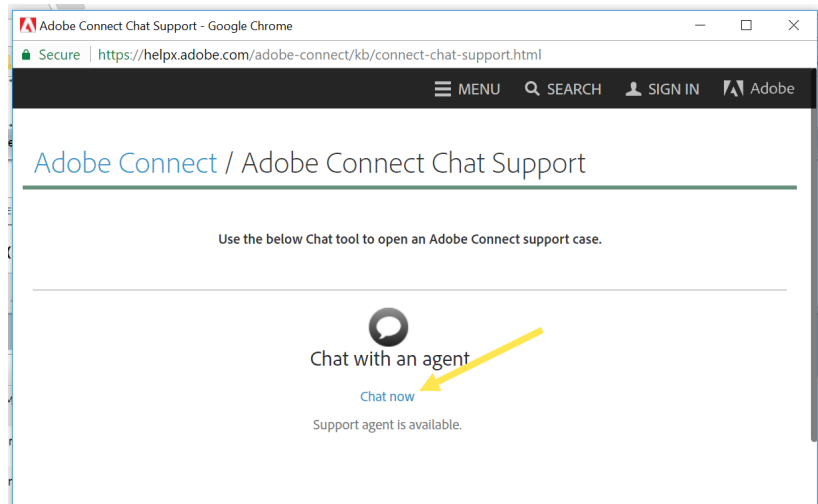 Adobe Connect Chat Support - Google Chrome
Secure https://helpx.adobe.com/adobe-connect/kb/connect-chat-support.html
MENU SEARCH SIGN IN Adobe
Adobe Connect / Adobe Connect Chat Support
Use the below Chat tool to open an Adobe Connect support case.
Chat with an agent
Chat now
Support agent is available.